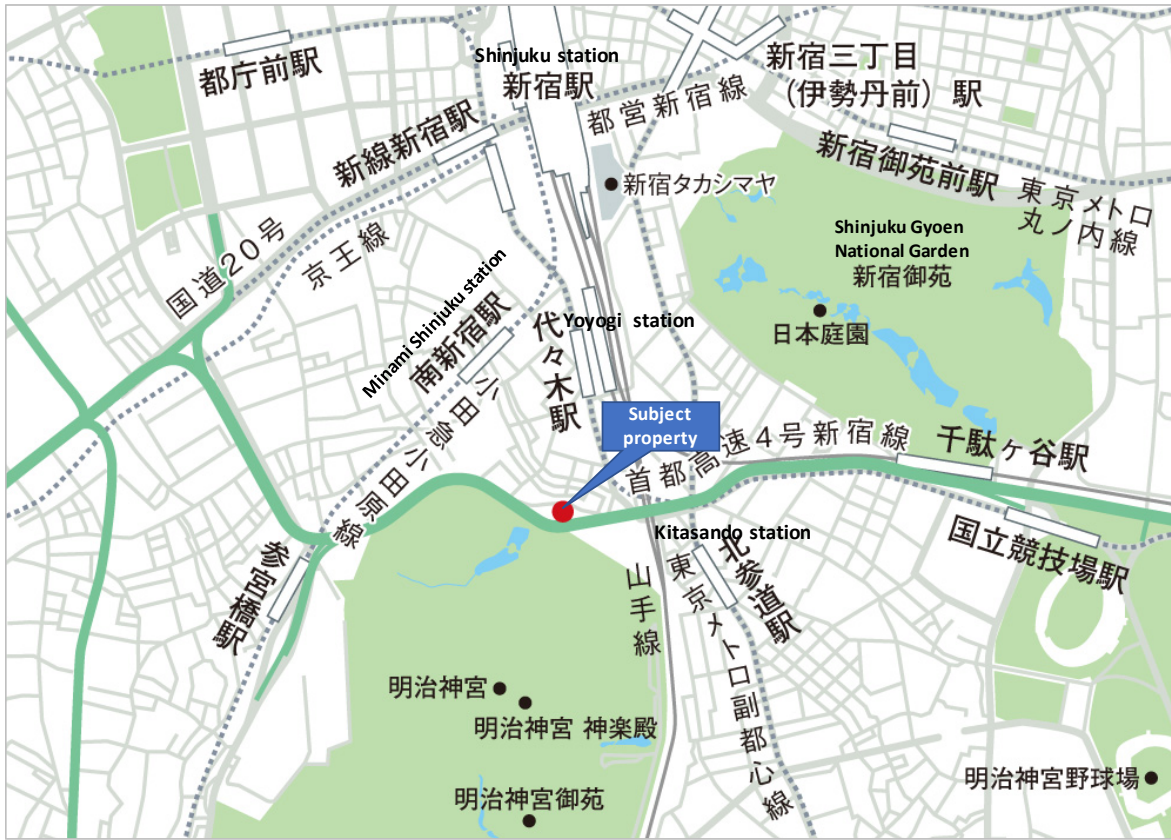 Shinjuku station
新宿駅
都庁前駅
新宿三丁目
（伊勢丹前）駅
都営新宿線
新線新宿駅
新宿御苑前駅
新宿タカシマヤ
東京メトロ
丸ノ内線
国道20号
京王線
Shinjuku Gyoen
National Garden
新宿御苑
日本庭園
Minami Shinjuku station
南新宿駅
Yoyogi station
代々木駅
小田急小田原線
Subject
property
首都高速4号新宿線
千駄ヶ谷駅
Kitasando station
北参道駅
国立競技場駅
参宮橋駅
山手線
東京メトロ副都心線
明治神宮
明治神宮 神楽殿
明治神宮御苑
明治神宮野球場